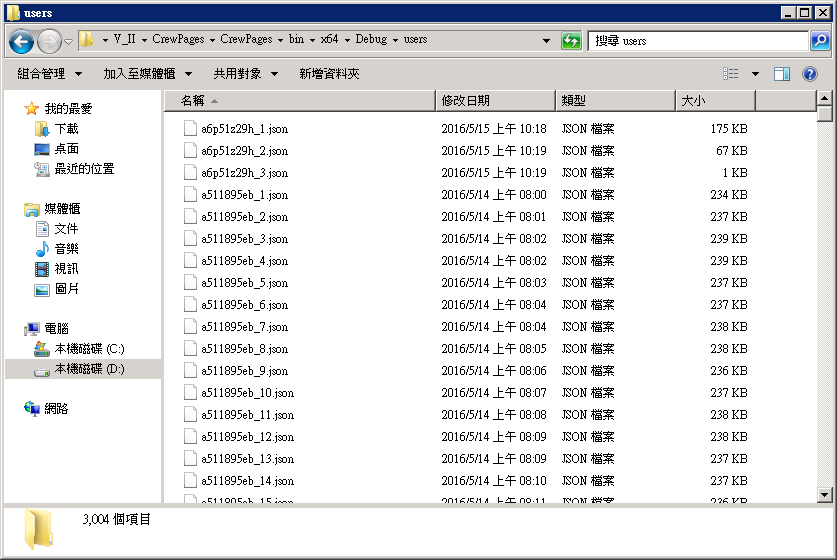 users
V_II CrewPages CrewPages bin x64 Debug users
搜尋 users
組合管理 加入至媒體櫃 共用對象 新增資料夾
名稱 修改日期 類型 大小
我的最愛
下載
桌面
最近的位置
媒體櫃
文件
音樂
視訊
圖片
電腦
本機磁碟 (C:)
本機磁碟 (D:)
網路
a6p51z29h_1.json 2016/5/15 上午 10:18 JSON 檔案 175 KB
a6p51z29h_2.json 2016/5/15 上午 10:19 JSON 檔案 67 KB
a6p51z29h_3.json 2016/5/15 上午 10:19 JSON 檔案 1 KB
a511895eb_1.json 2016/5/14 上午 08:00 JSON 檔案 234 KB
a511895eb_2.json 2016/5/14 上午 08:01 JSON 檔案 237 KB
a511895eb_3.json 2016/5/14 上午 08:02 JSON 檔案 239 KB
a511895eb_4.json 2016/5/14 上午 08:02 JSON 檔案 239 KB
a511895eb_5.json 2016/5/14 上午 08:03 JSON 檔案 237 KB
a511895eb_6.json 2016/5/14 上午 08:04 JSON 檔案 237 KB
a511895eb_7.json 2016/5/14 上午 08:04 JSON 檔案 238 KB
a511895eb_8.json 2016/5/14 上午 08:05 JSON 檔案 238 KB
a511895eb_9.json 2016/5/14 上午 08:06 JSON 檔案 236 KB
a511895eb_10.json 2016/5/14 上午 08:07 JSON 檔案 237 KB
a511895eb_11.json 2016/5/14 上午 08:08 JSON 檔案 238 KB
a511895eb_12.json 2016/5/14 上午 08:09 JSON 檔案 238 KB
a511895eb_13.json 2016/5/14 上午 08:09 JSON 檔案 237 KB
a511895eb_14.json 2016/5/14 上午 08:10 JSON 檔案 237 KB
a511895eb_15.json 2016/5/14 上午 08:11 JSON 檔案 236 KB
3,004 個項目